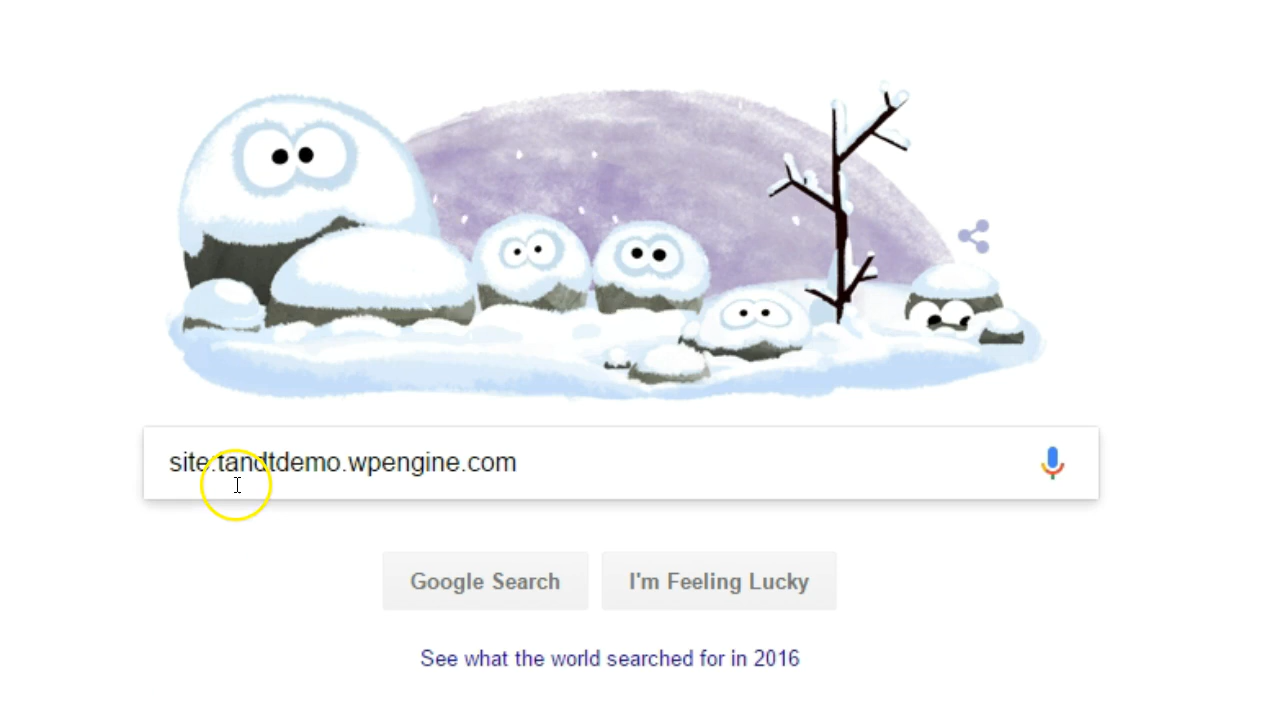 site:tandtdemo.wpengine.com
Google Search
I'm Feeling Lucky
See what the world searched for in 2016